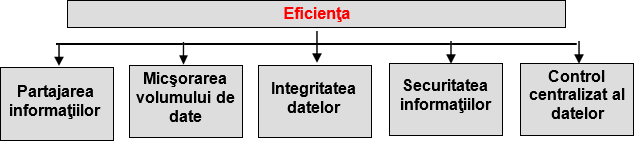 Eficienţa
Partajarea
informaţiilor
Micşorarea
volumului de
date
Integritatea
datelor
Securitatea
informaţiilor
Control
centralizat al
datelor